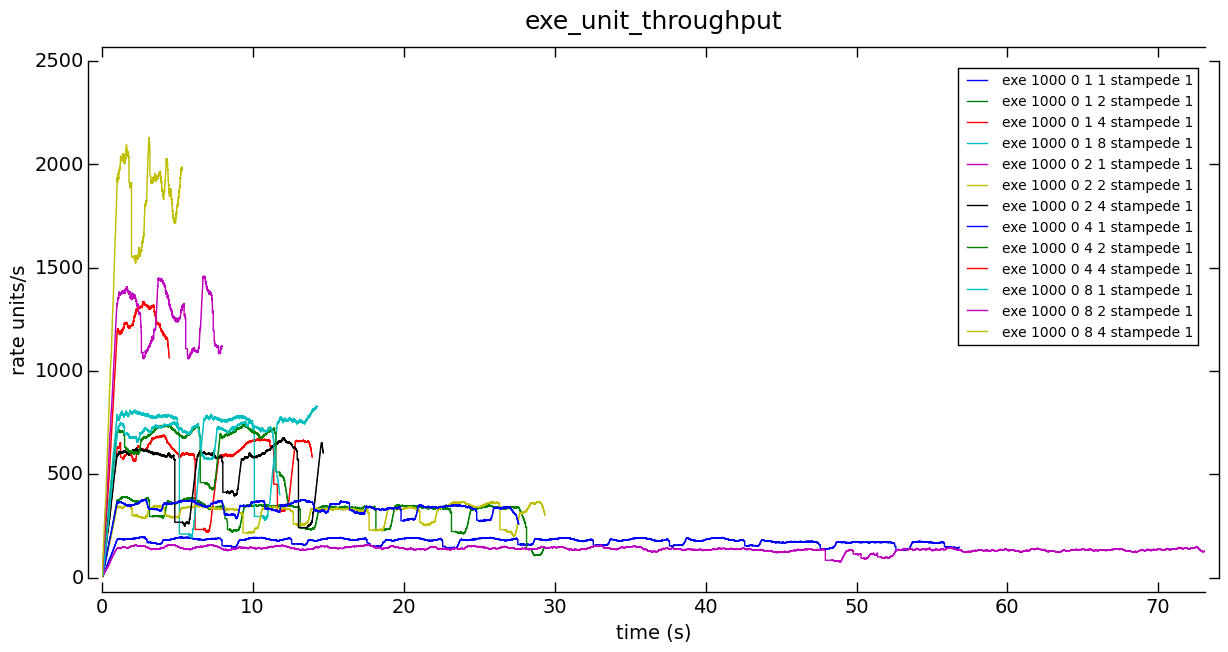 exe_unit_throughput
2500
2000
1500
1000
500
0
rate units/s
exe 1000 0 1 1 stampede 1
exe 1000 0 1 2 stampede 1
exe 1000 0 1 4 stampede 1
exe 1000 0 1 8 stampede 1
exe 1000 0 2 1 stampede 1
exe 1000 0 2 2 stampede 1
exe 1000 0 2 4 stampede 1
exe 1000 0 4 1 stampede 1
exe 1000 0 4 2 stampede 1
exe 1000 0 4 4 stampede 1
exe 1000 0 8 1 stampede 1
exe 1000 0 8 2 stampede 1
exe 1000 0 8 4 stampede 1
0 10 20 30 40 50 60 70
time (s)